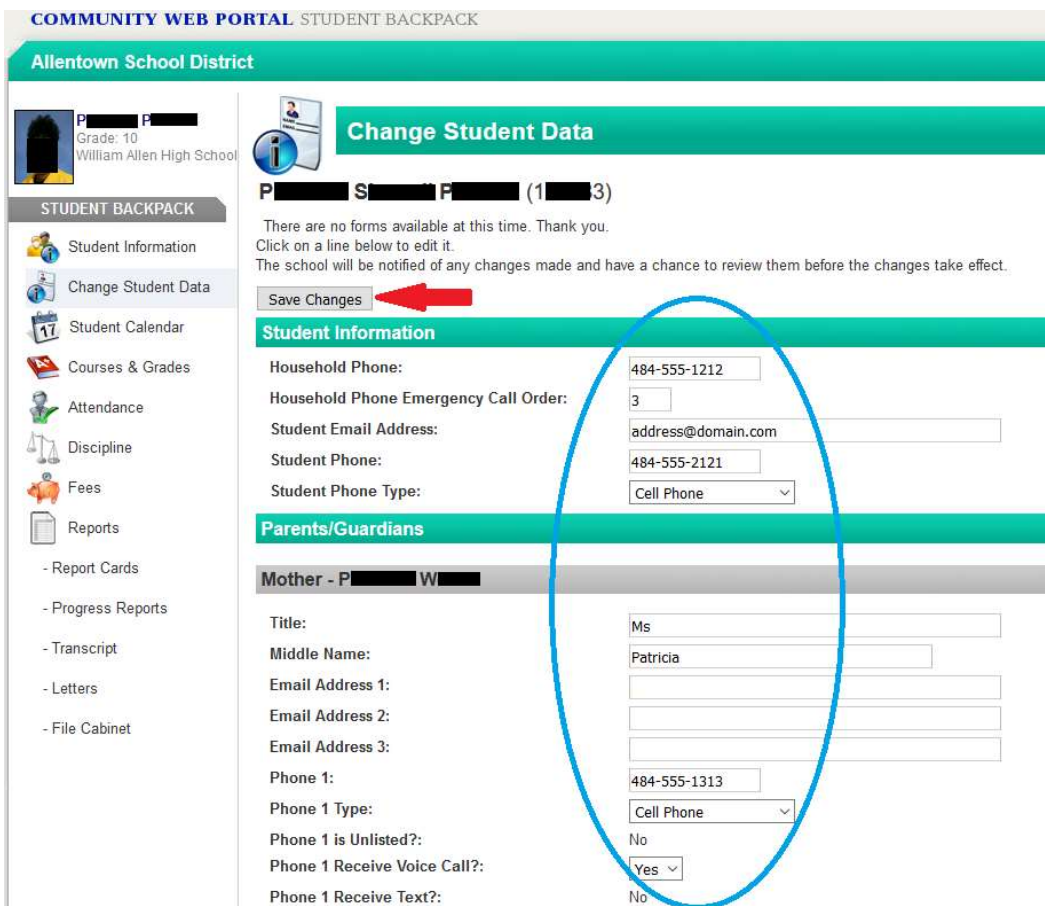 COMMUNITY WEB PORTAL STUDENT BACKPACK
Allentown School District
P P
Grade: 10
William Allen High School
STUDENT BACKPACK
Student Information
Change Student Data
17
Student Calendar
A+
Courses & Grades
Attendance
Discipline
Fees
Reports
- Report Cards
- Progress Reports
- Transcript
- Letters
- File Cabinet
Change Student Data
P S P (1 3)
There are no forms available at this time. Thank you.
Click on a line below to edit it.
The school will be notified of any changes made and have a chance to review them before the changes take effect.
Save Changes
Student Information
Household Phone: 484-555-1212
Household Phone Emergency Call Order: 3
Student Email Address: address@domain.com
Student Phone: 484-555-2121
Student Phone Type: Cell Phone
Parents/Guardians
Mother - P W
Title: Ms
Middle Name: Patricia
Email Address 1:
Email Address 2:
Email Address 3:
Phone 1: 484-555-1313
Phone 1 Type: Cell Phone
Phone 1 is Unlisted?: No
Phone 1 Receive Voice Call?: Yes
Phone 1 Receive Text?: No